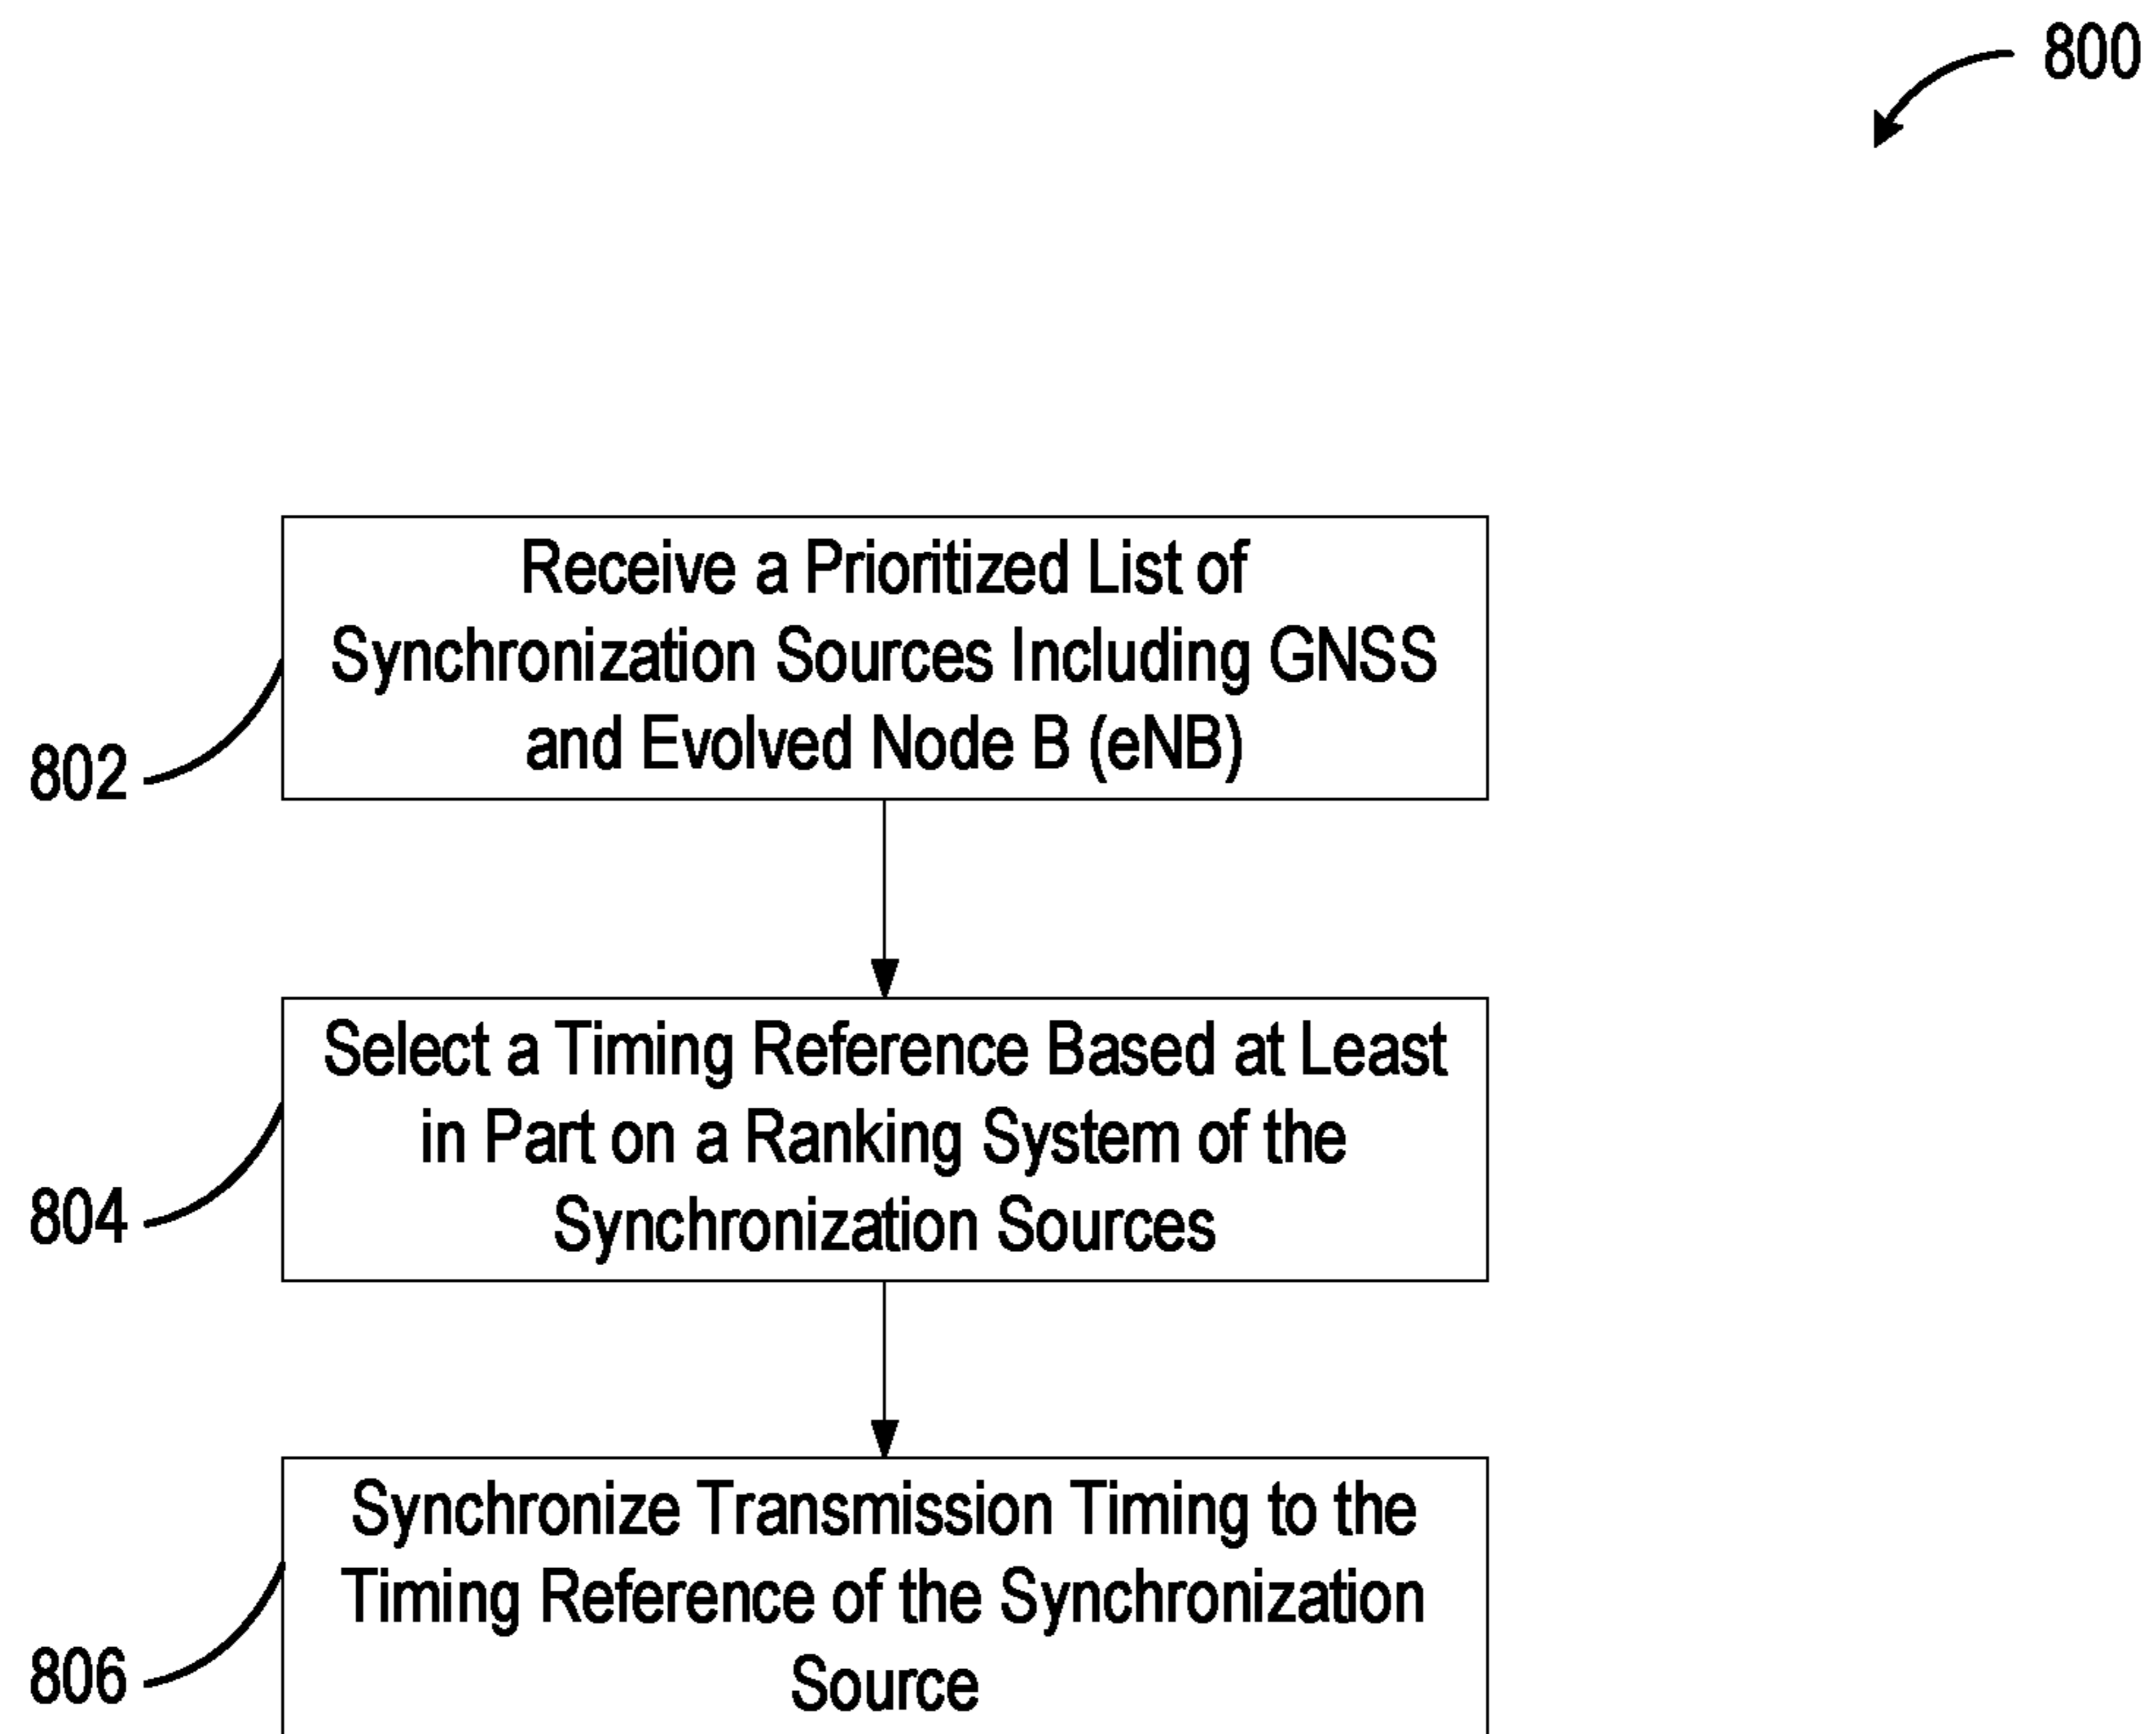 800
Receive a Prioritized List of
Synchronization Sources Including GNSS
and Evolved Node B (eNB)
802
Select a Timing Reference Based at Least
in Part on a Ranking System of the
Synchronization Sources
804
Synchronize Transmission Timing to the
Timing Reference of the Synchronization
Source
806